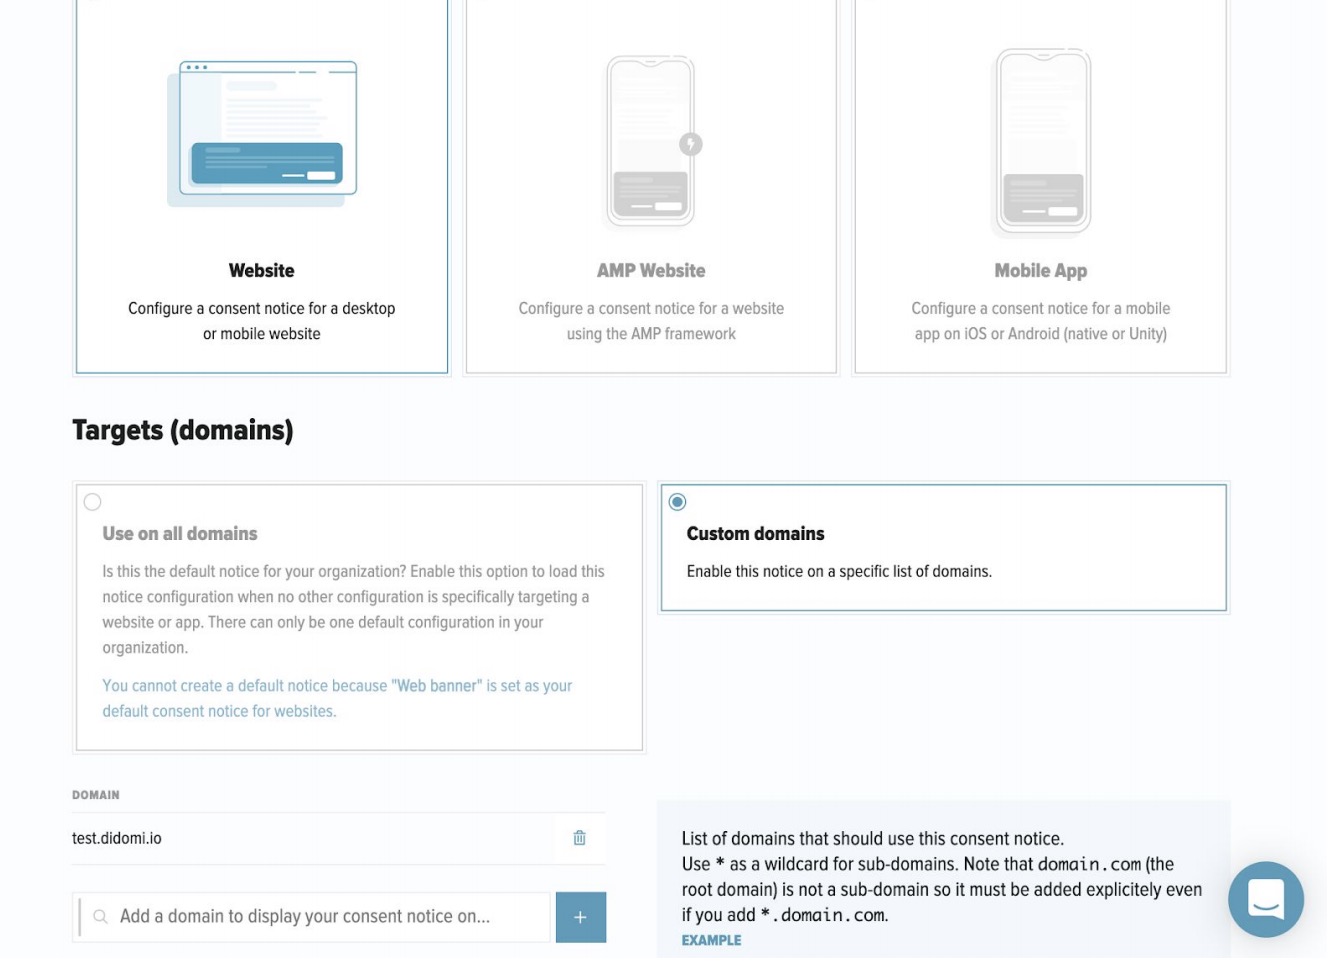 Website
Configure a consent notice for a desktop
or mobile website
AMP Website
Configure a consent notice for a website
using the AMP framework
Mobile App
Configure a consent notice for a mobile
app on iOS or Android (native or Unity)
Targets (domains)
Use on all domains
Is this the default notice for your organization? Enable this option to load this
notice configuration when no other configuration is specifically targeting a
website or app. There can only be one default configuration in your
organization.
You cannot create a default notice because "Web banner" is set as your
default consent notice for websites.
Custom domains
Enable this notice on a specific list of domains.
DOMAIN
test.didomi.io
Add a domain to display your consent notice on...
+
List of domains that should use this consent notice.
Use * as a wildcard for sub-domains. Note that domain.com (the
root domain) is not a sub-domain so it must be added explicitly even
if you add *.domain.com.
EXAMPLE